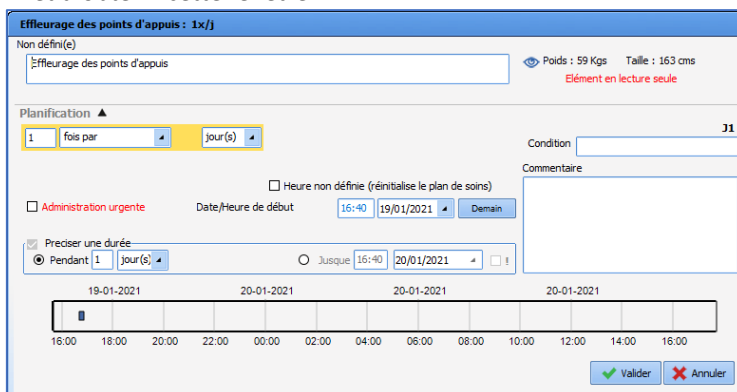 Effleurage des points d'appuis : 1x/j
Non défini(e)
Effleurage des points d'appuis
Poids : 59 Kgs Taille : 163 cms
Elément en lecture seule
Planification ▲
J1
1 fois par jour(s)
Condition
Commentaire
Heure non définie (réinitialise le plan de soins)
Administration urgente Date/Heure de début 16:40 19/01/2021 Demain
Preciser une durée
Pendant 1 jour(s) Jusque 16:40 20/01/2021 !
19-01-2021 20-01-2021 20-01-2021 20-01-2021
16:00 18:00 20:00 22:00 00:00 02:00 04:00 06:00 08:00 10:00 12:00 14:00 16:00
Valider Annuler